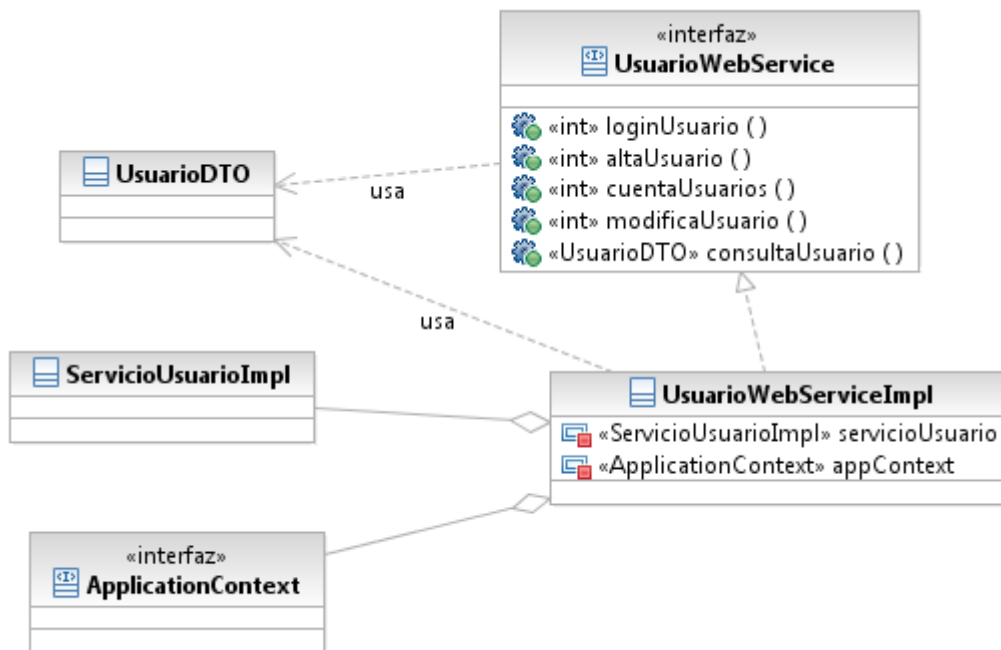 «interfaz»
UsuarioWebService
«int» loginUsuario ( )
«int» altaUsuario ( )
«int» cuentaUsuarios ( )
«int» modificaUsuario ( )
«UsuarioDTO» consultaUsuario ( )
UsuarioDTO
usa
usa
ServicioUsuarioImpl
UsuarioWebServiceImpl
«ServicioUsuarioImpl» servicioUsuario
«ApplicationContext» appContext
«interfaz»
ApplicationContext